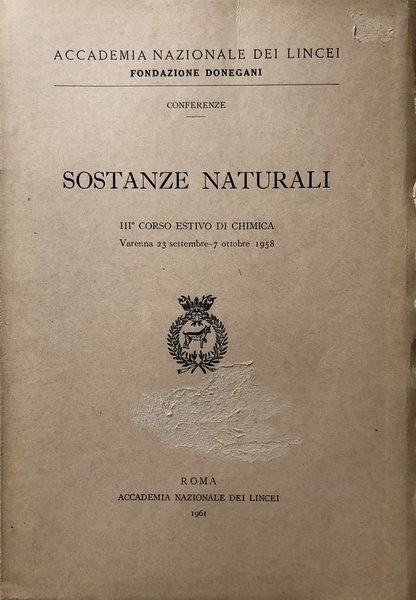 ACCADEMIA NAZIONALE DEI LINCEI
FONDAZIONE DONEGANI
CONFERENZE
SOSTANZE NATURALI
III° CORSO ESTIVO DI CHIMICA
Varenna 23 settembre-7 ottobre 1958
ROMA
ACCADEMIA NAZIONALE DEI LINCEI
1961